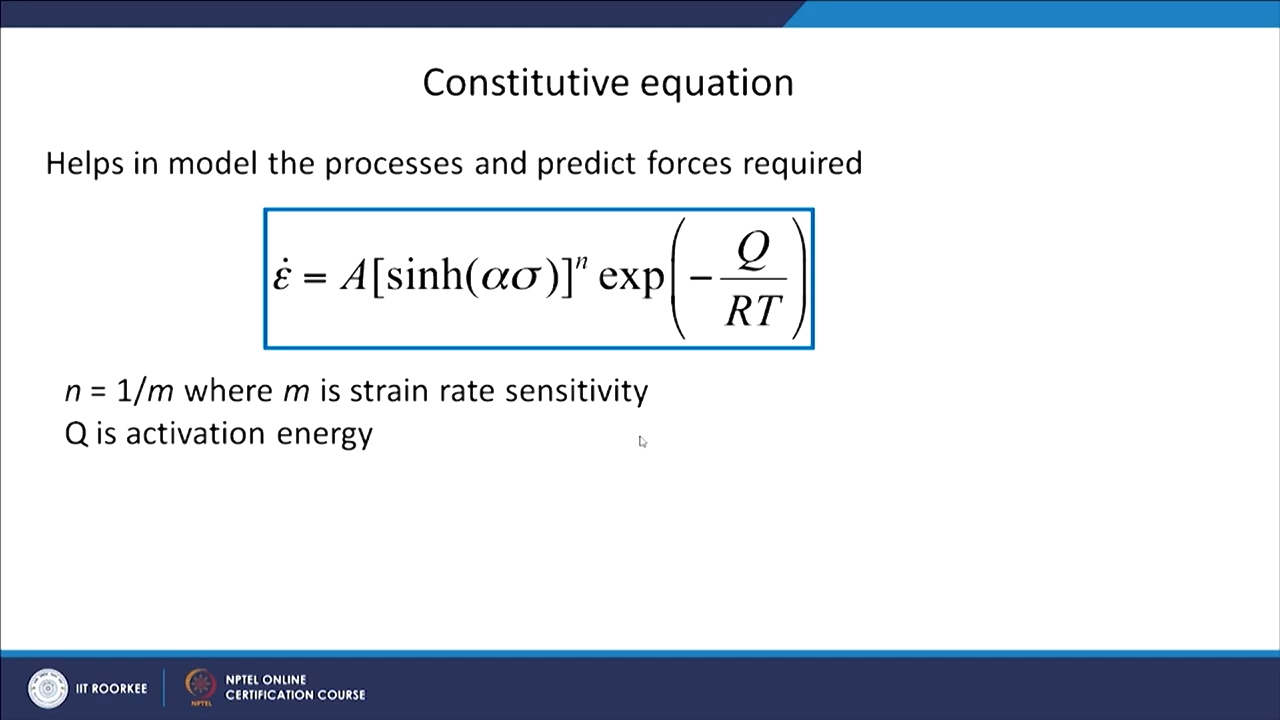 Constitutive equation
Helps in model the processes and predict forces required
ε̇ = A[sinh(ασ)]ⁿ exp(−Q/RT)
n = 1/m where m is strain rate sensitivity
Q is activation energy
IIT ROORKEE
NPTEL
NPTEL ONLINE
CERTIFICATION COURSE